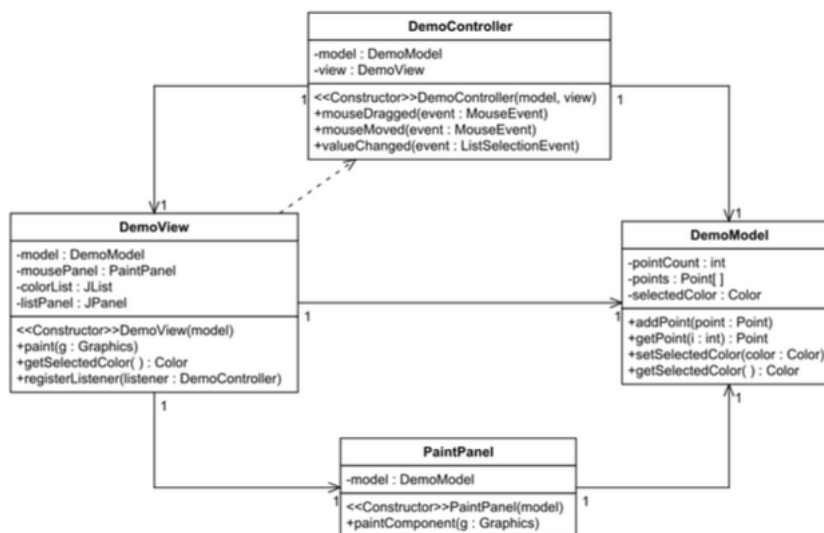 DemoController
-model : DemoModel
-view : DemoView
<<Constructor>>DemoController(model, view)
+mouseDragged(event : MouseEvent)
+mouseMoved(event : MouseEvent)
+valueChanged(event : ListSelectionEvent)
1
1
1
1
DemoView
-model : DemoModel
-mousePanel : PaintPanel
-colorList : JList
-listPanel : JPanel
<<Constructor>>DemoView(model)
+paint(g : Graphics)
+getSelectedColor( ) : Color
+registerListener(listener : DemoController)
DemoModel
-pointCount : int
-points : Point[ ]
-selectedColor : Color
+addPoint(point : Point)
+getPoint(i : int) : Point
+setSelectedColor(color : Color)
+getSelectedColor( ) : Color
1
1
1
1
PaintPanel
-model : DemoModel
<<Constructor>>PaintPanel(model)
+paintComponent(g : Graphics)
1
1